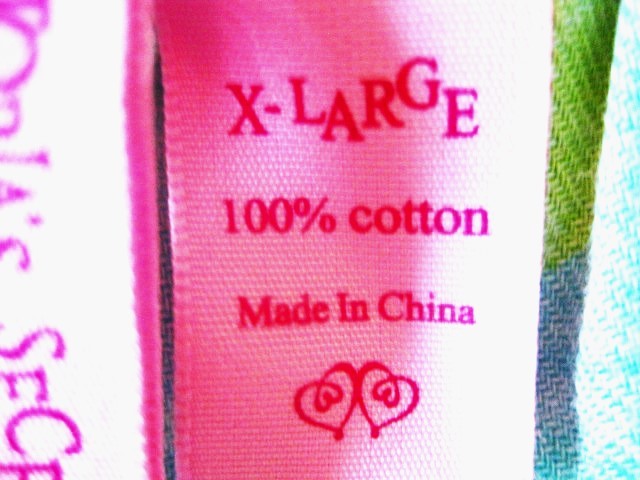 X-LARGE
100% cotton
Made In China